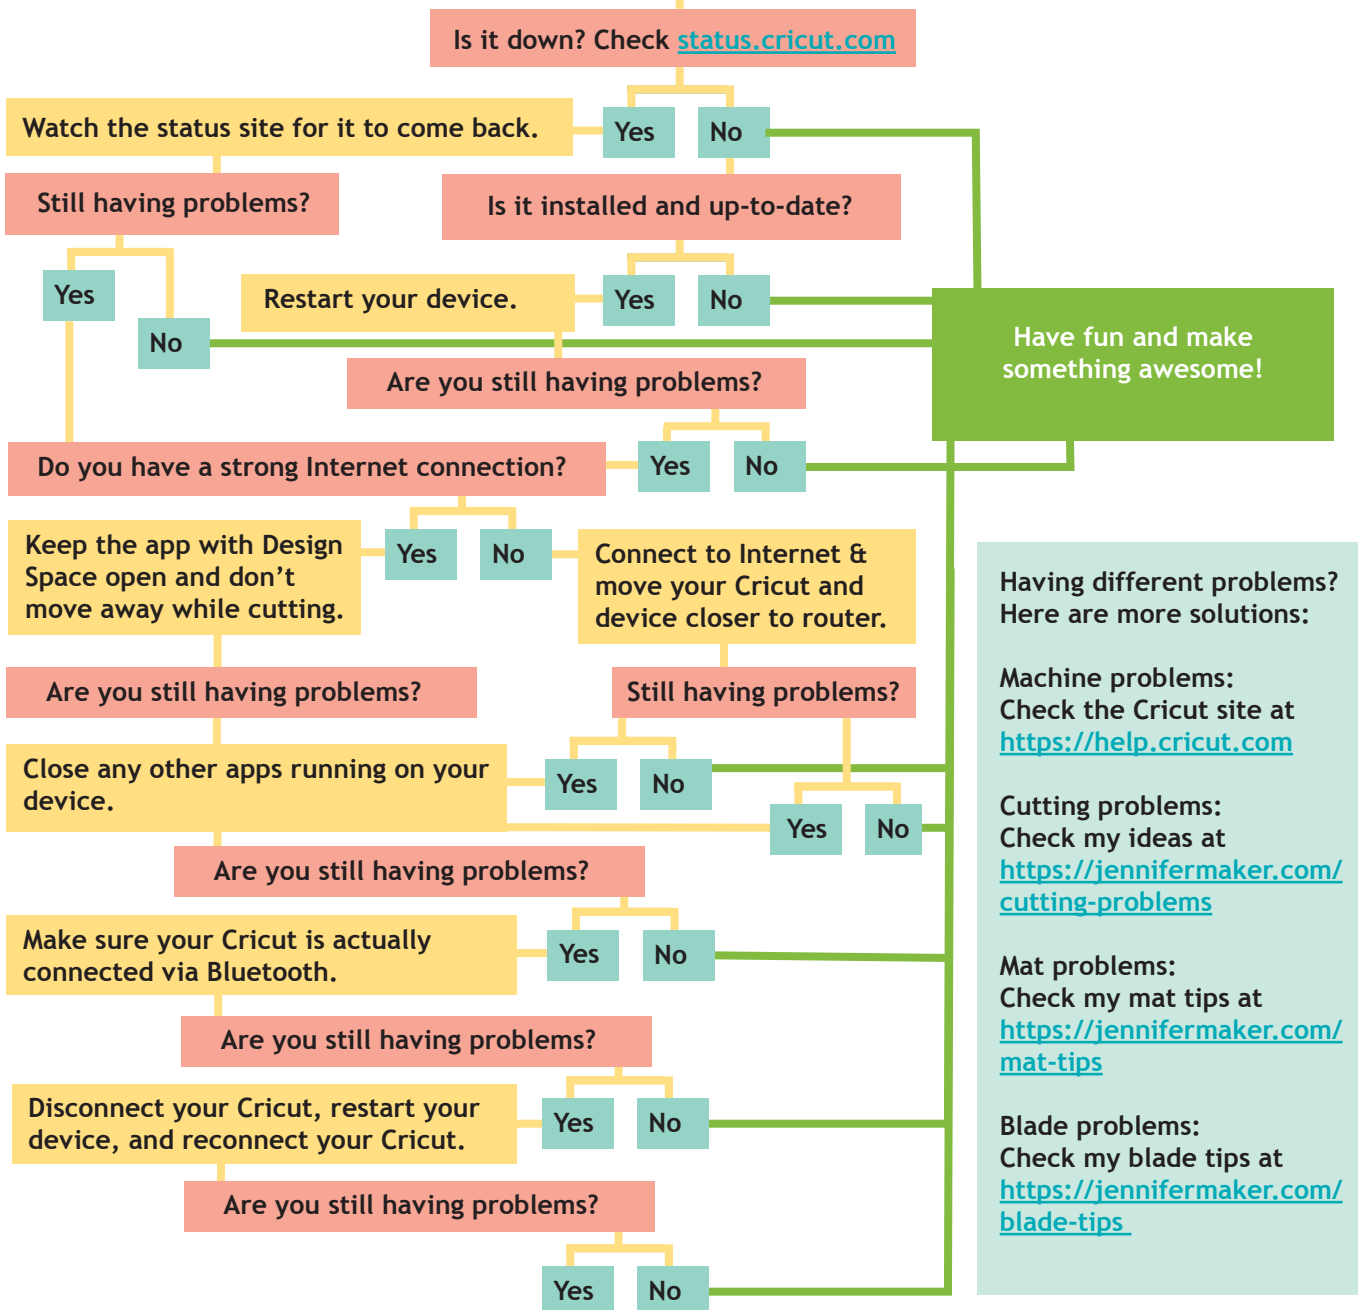 Is it down? Check status.cricut.com
Yes
No
Watch the status site for it to come back.
Still having problems?
Is it installed and up-to-date?
Yes
No
Restart your device.
Yes
No
Have fun and make
something awesome!
Are you still having problems?
Yes
No
Do you have a strong Internet connection?
Yes
No
Keep the app with Design
Space open and don't
move away while cutting.
Connect to Internet &
move your Cricut and
device closer to router.
Are you still having problems?
Still having problems?
Close any other apps running on your
device.
Yes
No
Yes
No
Are you still having problems?
Yes
No
Make sure your Cricut is actually
connected via Bluetooth.
Are you still having problems?
Yes
No
Disconnect your Cricut, restart your
device, and reconnect your Cricut.
Are you still having problems?
Yes
No
Having different problems?
Here are more solutions:
Machine problems:
Check the Cricut site at
https://help.cricut.com
Cutting problems:
Check my ideas at
https://jennifermaker.com/
cutting-problems
Mat problems:
Check my mat tips at
https://jennifermaker.com/
mat-tips
Blade problems:
Check my blade tips at
https://jennifermaker.com/
blade-tips